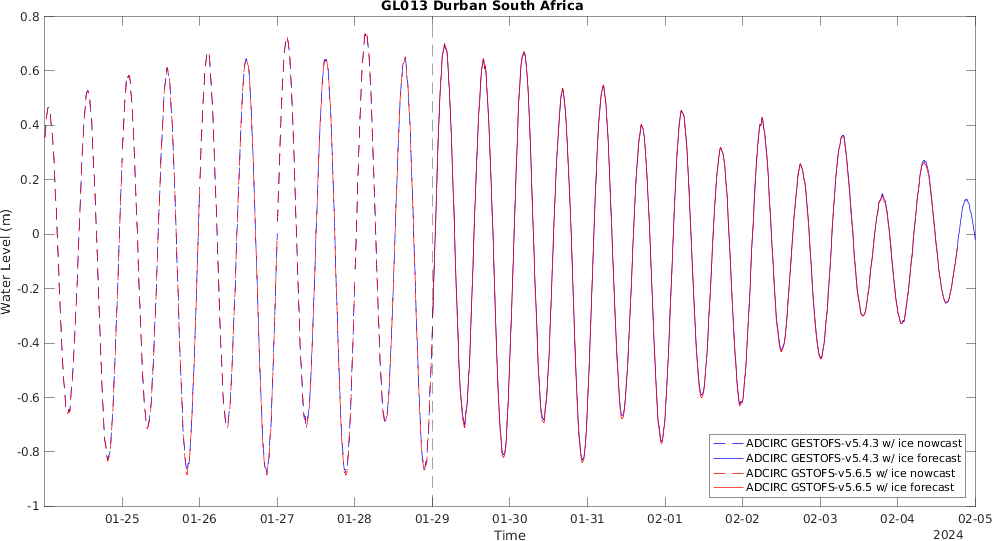 GL013 Durban South Africa
0.8
0.6
0.4
0.2
0
-0.2
-0.4
-0.6
-0.8
-1
Water Level (m)
01-25 01-26 01-27 01-28 01-29 01-30 01-31 02-01 02-02 02-03 02-04 02-05
Time
2024
ADCIRC GESTOFS-v5.4.3 w/ ice nowcast
ADCIRC GESTOFS-v5.4.3 w/ ice forecast
ADCIRC GSTOFS-v5.6.5 w/ ice nowcast
ADCIRC GSTOFS-v5.6.5 w/ ice forecast